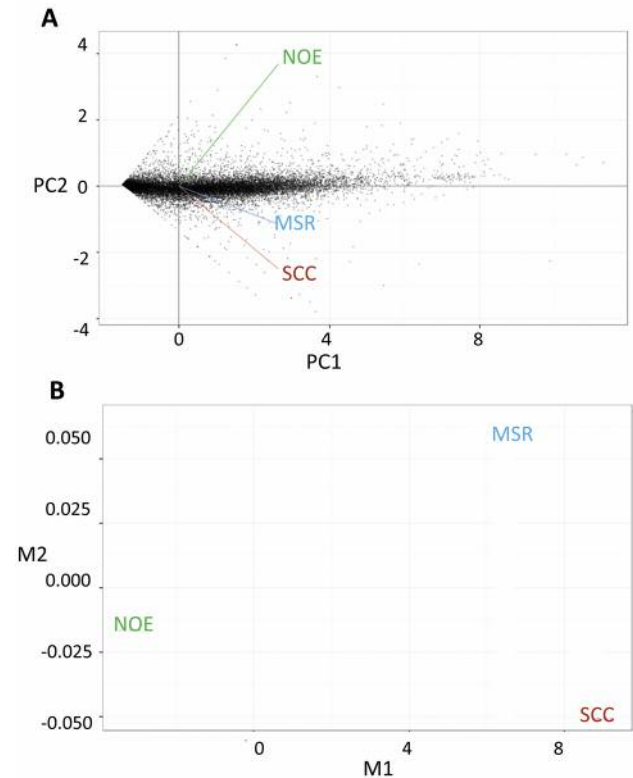 A
4
NOE
2
PC2 0
MSR
-2
SCC
-4
0 4 8
PC1
B
0.050
MSR
0.025
M2
0.000
NOE
-0.025
-0.050
SCC
0 4 8
M1